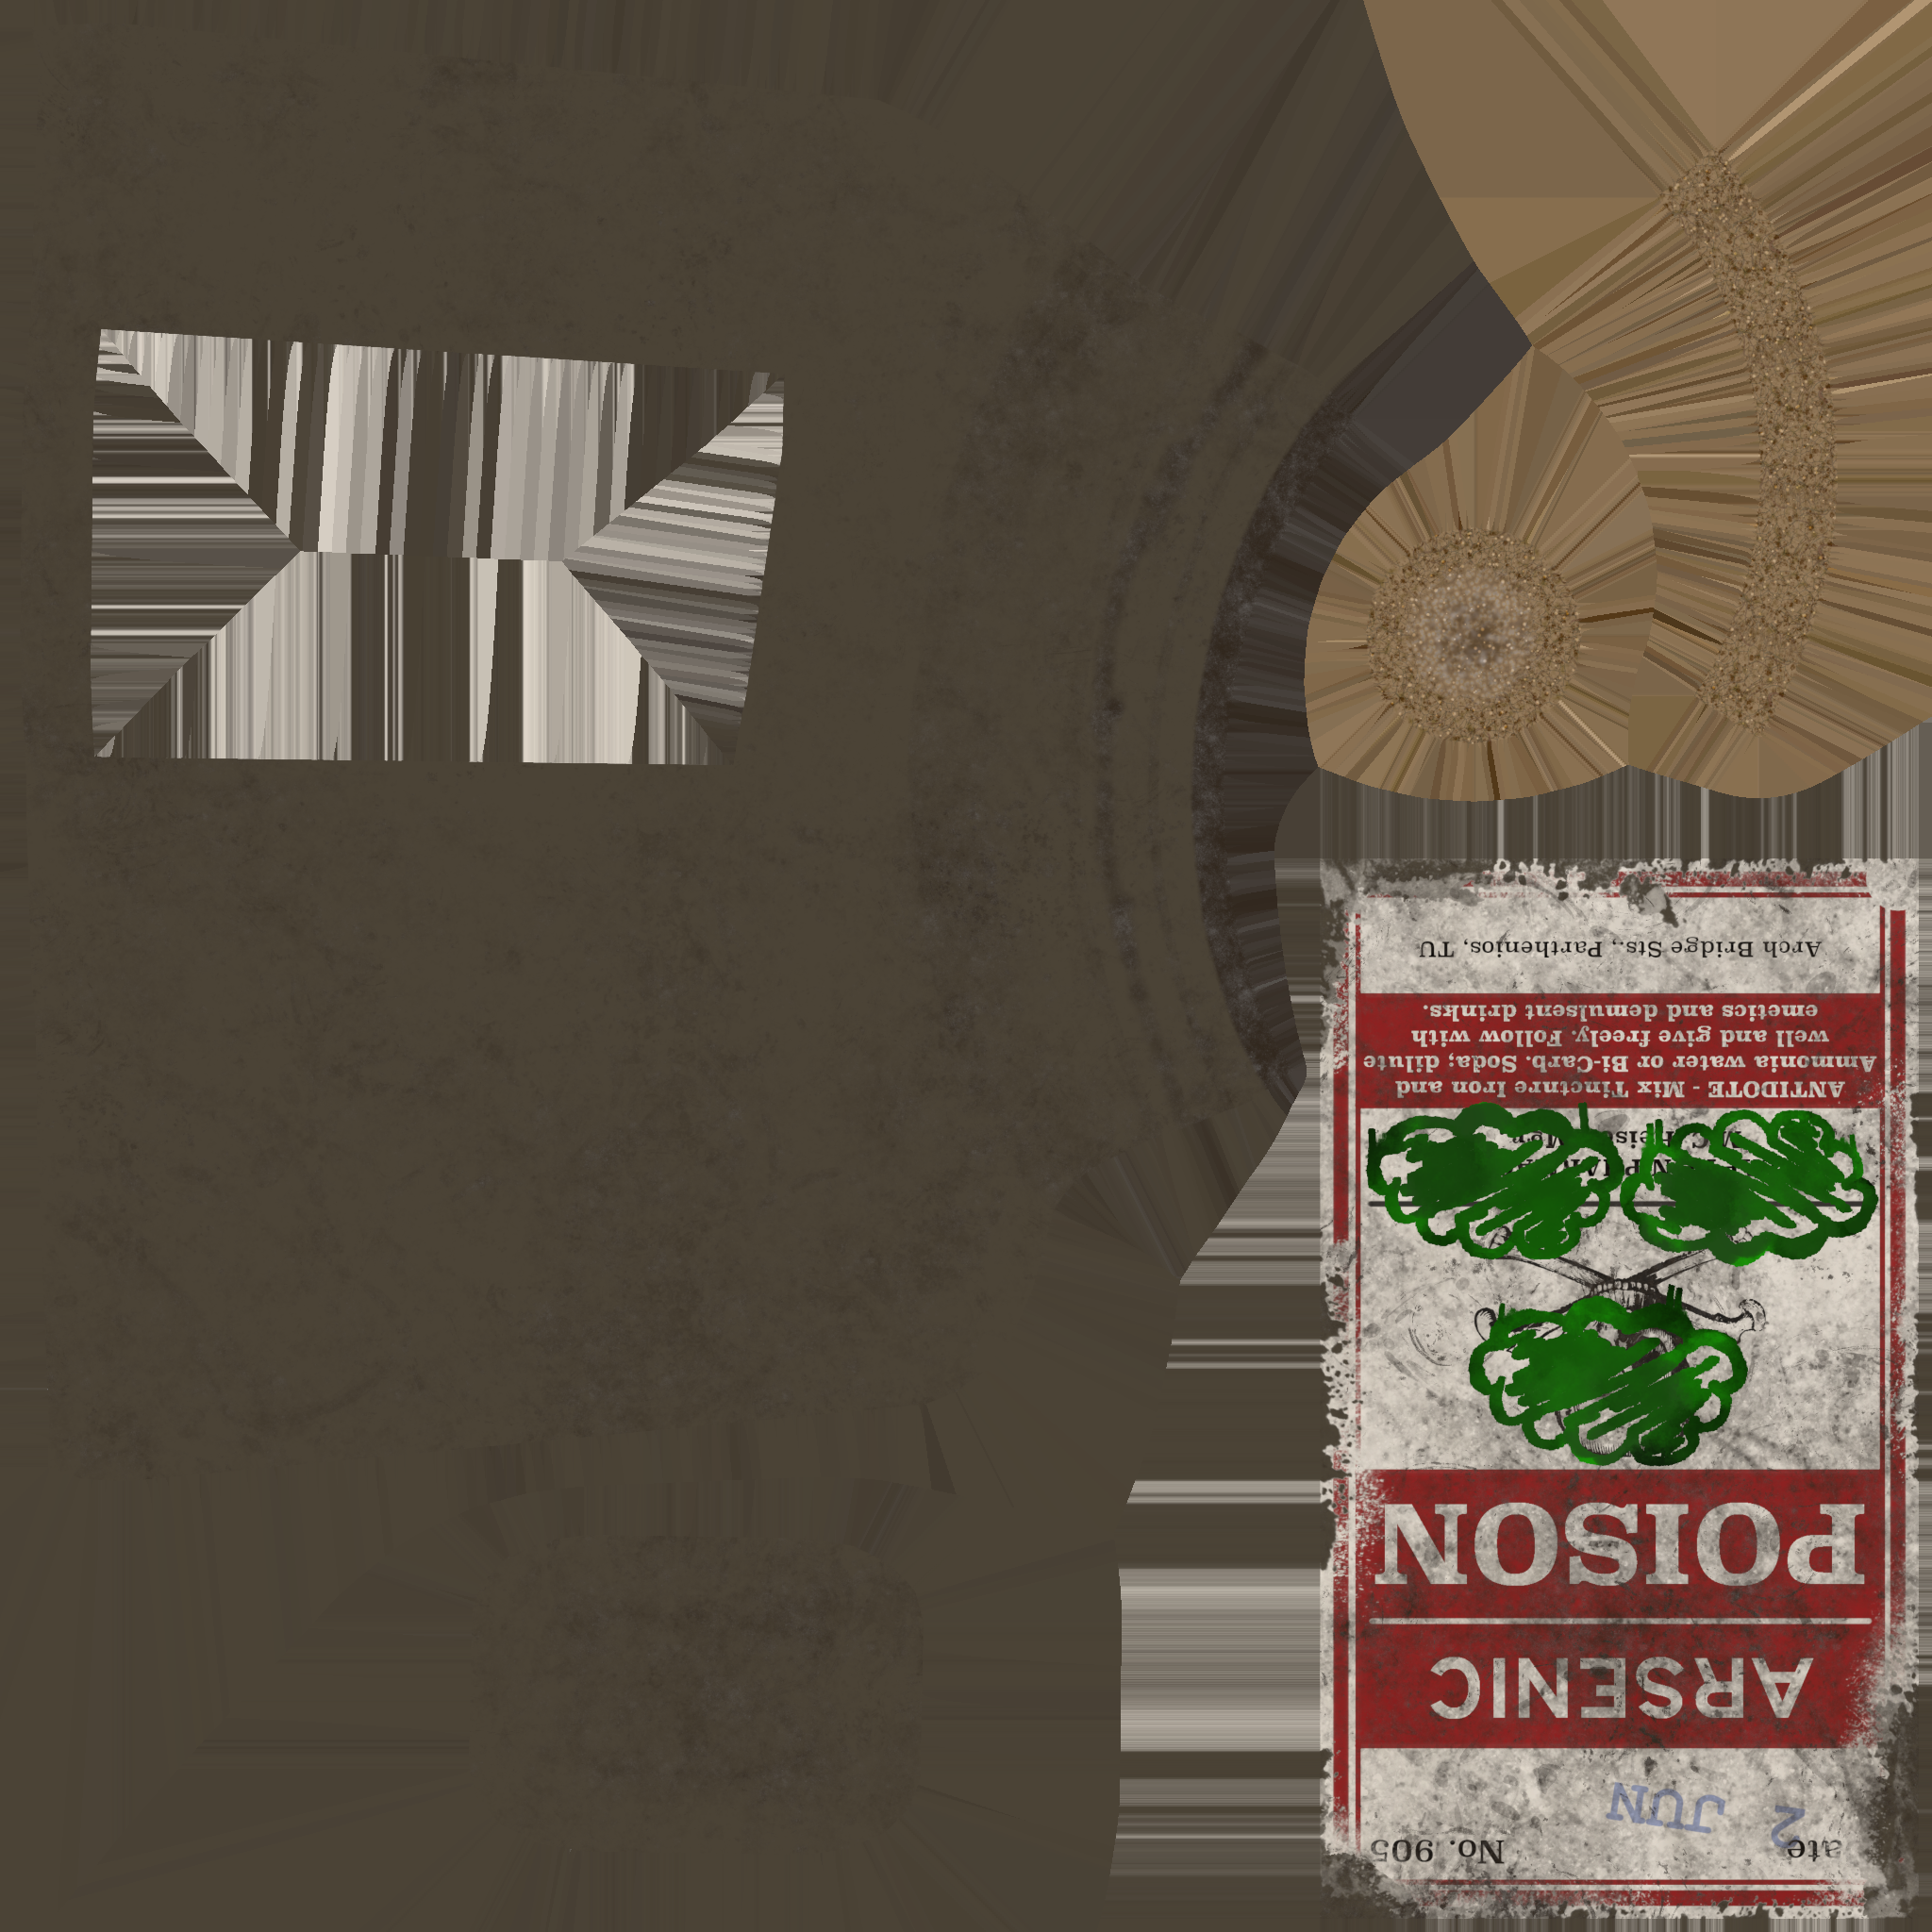 ate 2 JUN No. 905
ARSENIC
POISON
ANTIDOTE - Mix Tincture Iron and
Ammonia water or Bi-Carb. Soda; dilute
well and give freely. Follow with
emetics and demulsent drinks.
Arch Bridge Sts., Parthenios, TU